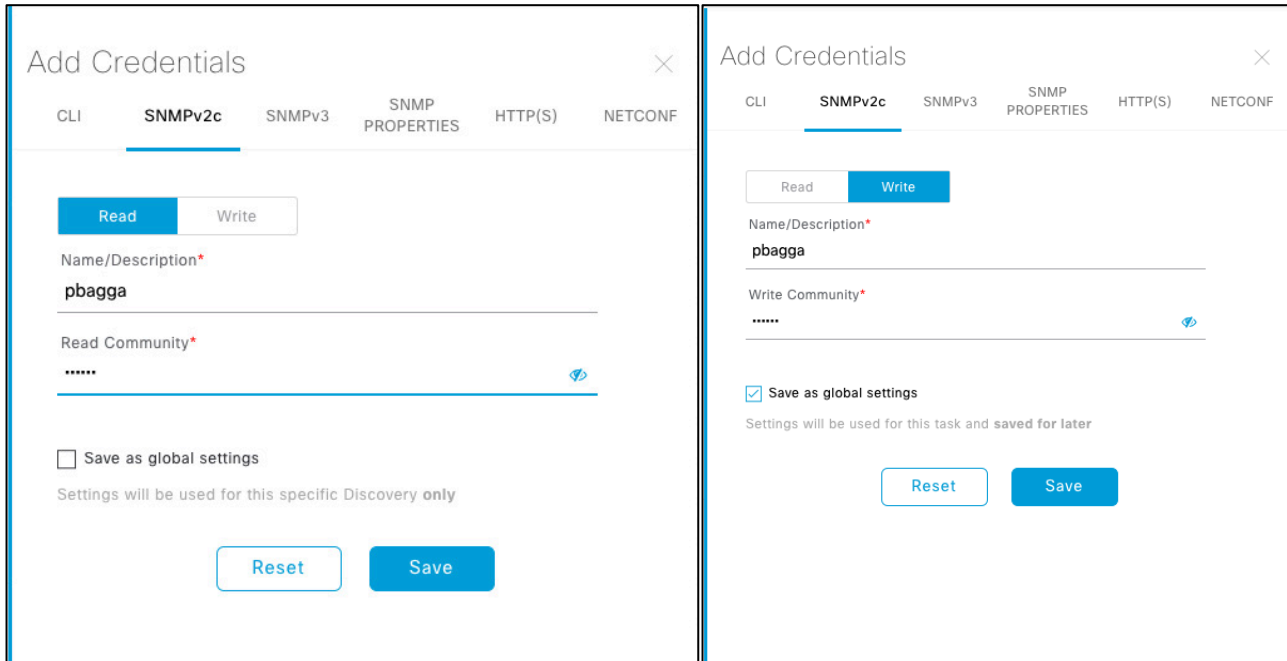 Add Credentials
CLI SNMPv2c SNMPv3 SNMP PROPERTIES HTTP(S) NETCONF
Read Write
Name/Description*
pbagga
Read Community*
••••••
Save as global settings
Settings will be used for this specific Discovery only
Reset Save
Add Credentials
CLI SNMPv2c SNMPv3 SNMP PROPERTIES HTTP(S) NETCONF
Read Write
Name/Description*
pbagga
Write Community*
••••••
Save as global settings
Settings will be used for this task and saved for later
Reset Save